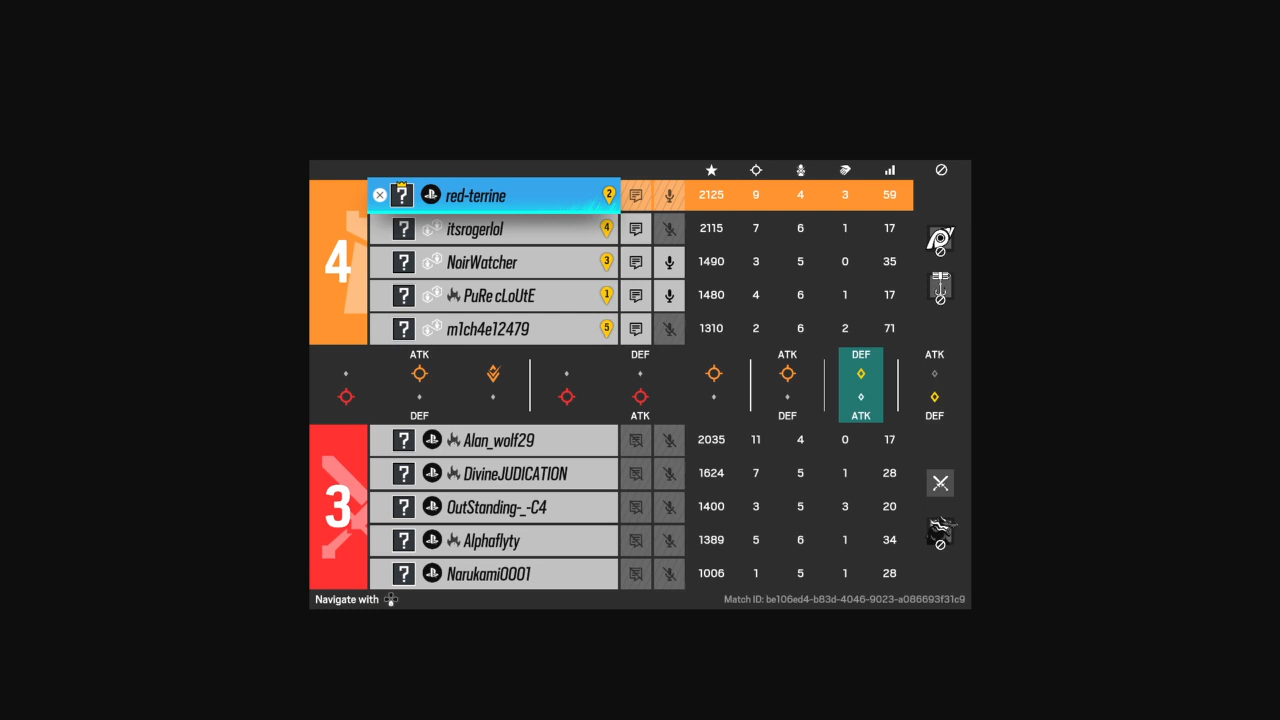 4
red-terrine 2 2125 9 4 3 59
itsrogerlol 4 2115 7 6 1 17
NoirWatcher 3 1490 3 5 0 35
PuRe cLoUtE 1 1480 4 6 1 17
m1ch4e12479 5 1310 2 6 2 71
ATK DEF ATK DEF ATK
DEF ATK DEF ATK DEF
3
Alan_wolf29 2035 11 4 0 17
DivineJUDICATION 1624 7 5 1 28
OutStanding-_-C4 1400 3 5 3 20
Alphaflyty 1389 5 6 1 34
Narukami0001 1006 1 5 1 28
Navigate with Match ID: be106ed4-b83d-4046-9023-a086693f31c9